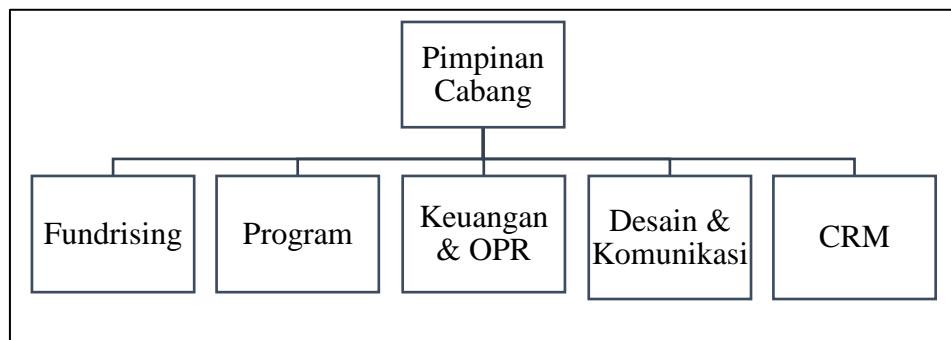 Pimpinan
Cabang
Fundrising
Program
Keuangan
& OPR
Desain &
Komunikasi
CRM